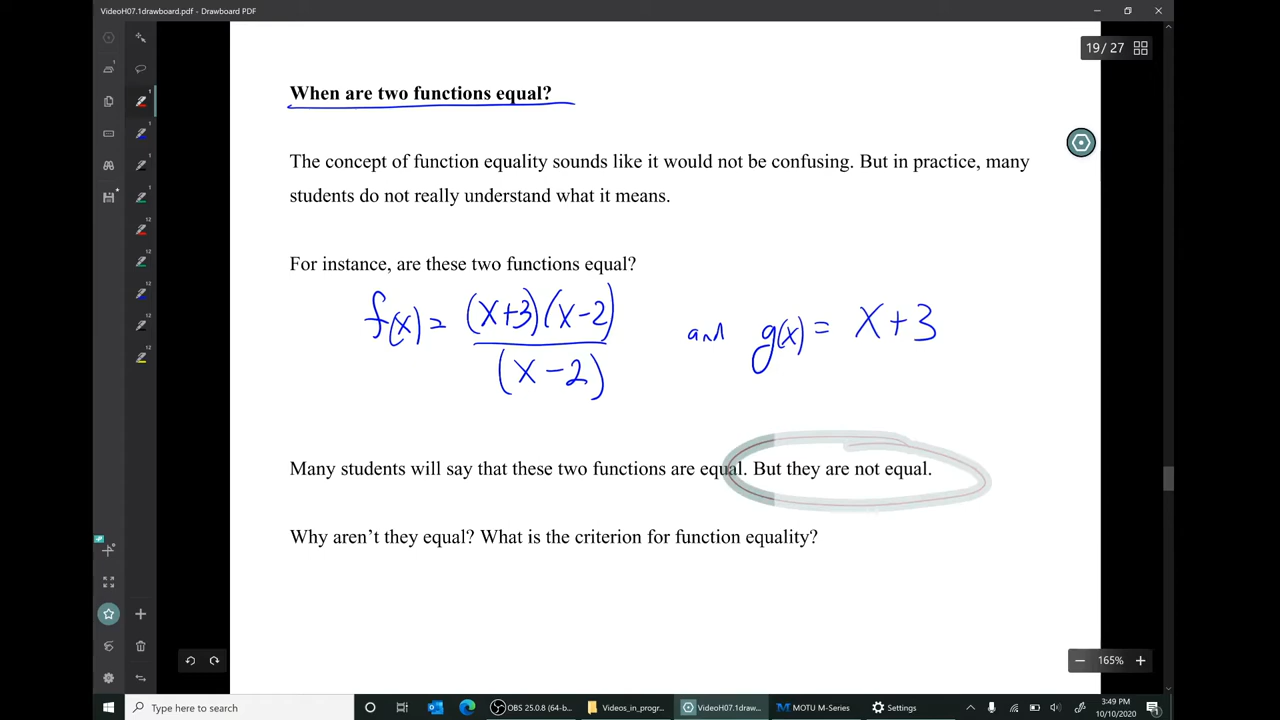 VideoH07.1drawboard.pdf - Drawboard PDF
19 / 27
When are two functions equal?
The concept of function equality sounds like it would not be confusing. But in practice, many
students do not really understand what it means.
For instance, are these two functions equal?
f(x) = (x+3)(x-2) / (x-2) and g(x) = x+3
Many students will say that these two functions are equal. But they are not equal.
Why aren’t they equal? What is the criterion for function equality?
165%
Type here to search
OBS 25.0.8 (64-b...
Videos_in_progr...
VideoH07.1draw...
MOTU M-Series
Settings
3:49 PM
10/10/2020